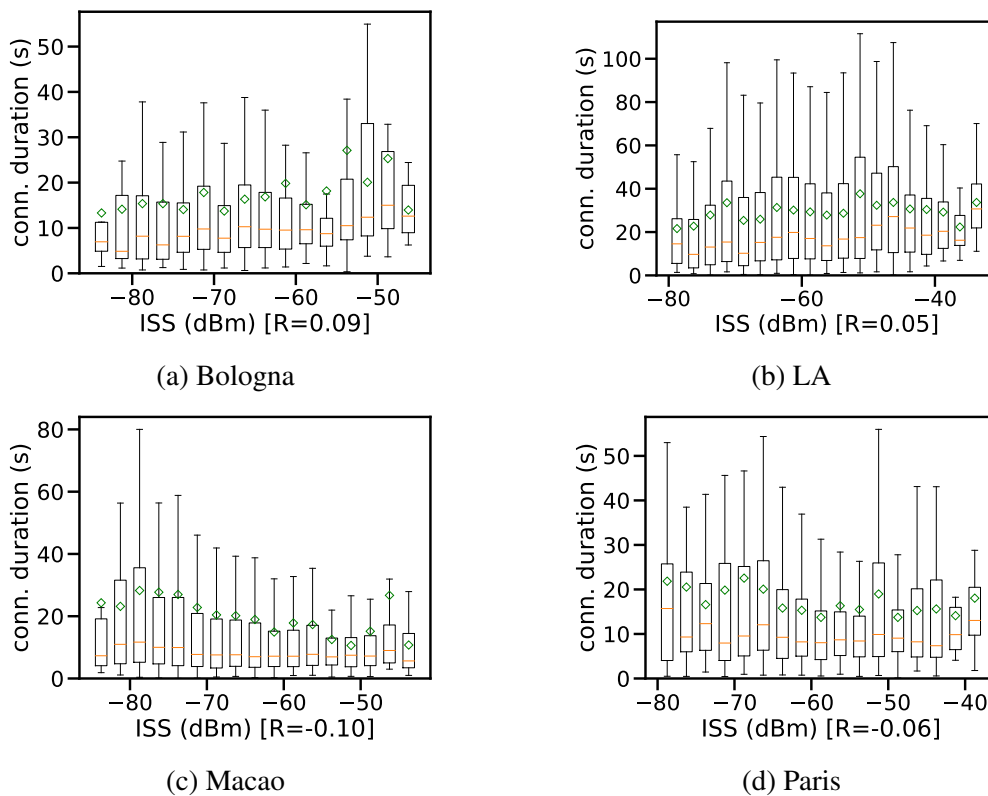 50
40
30
20
10
0
conn. duration (s)
−80 −70 −60 −50
ISS (dBm) [R=0.09]
(a) Bologna
100
80
60
40
20
0
conn. duration (s)
−80 −60 −40
ISS (dBm) [R=0.05]
(b) LA
80
60
40
20
0
conn. duration (s)
−80 −70 −60 −50
ISS (dBm) [R=-0.10]
(c) Macao
50
40
30
20
10
0
conn. duration (s)
−80 −70 −60 −50 −40
ISS (dBm) [R=-0.06]
(d) Paris